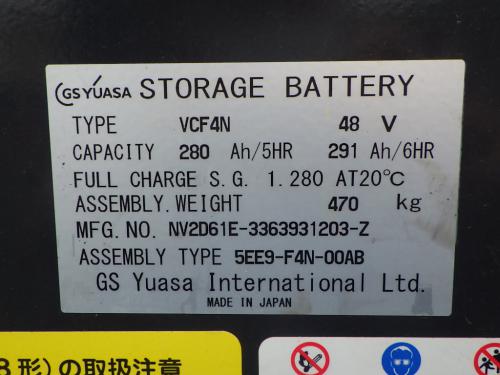 GS YUASA STORAGE BATTERY
TYPE VCF4N 48 V
CAPACITY 280 Ah/5HR 291 Ah/6HR
FULL CHARGE S.G. 1.280 AT20℃
ASSEMBLY.WEIGHT 470 kg
MFG.NO. NV2D61E-3363931203-Z
ASSEMBLY TYPE 5EE9-F4N-00AB
GS Yuasa International Ltd.
MADE IN JAPAN
形)の取扱注意